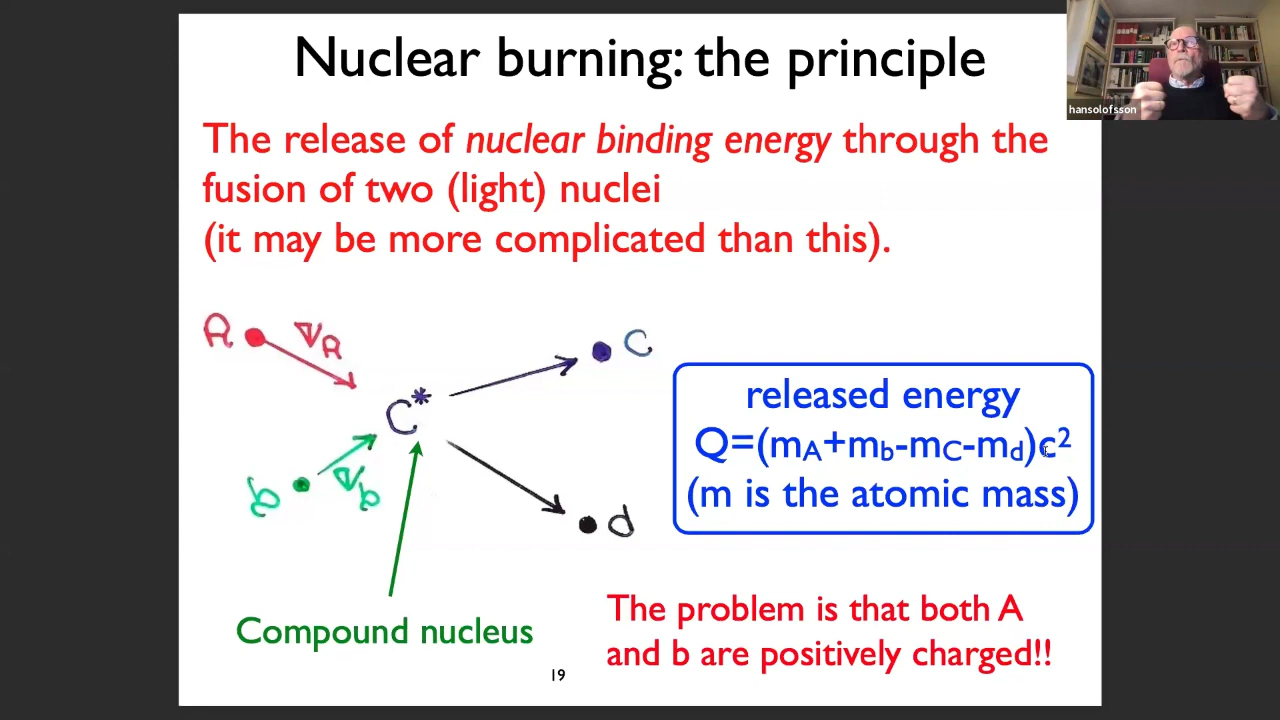 Nuclear burning: the principle
hansolofsson
The release of nuclear binding energy through the
fusion of two (light) nuclei
(it may be more complicated than this).
A
v_A
C*
C
b
v_b
d
released energy
Q=(mA+mb-mC-md)c²
(m is the atomic mass)
Compound nucleus
The problem is that both A
and b are positively charged!!
19